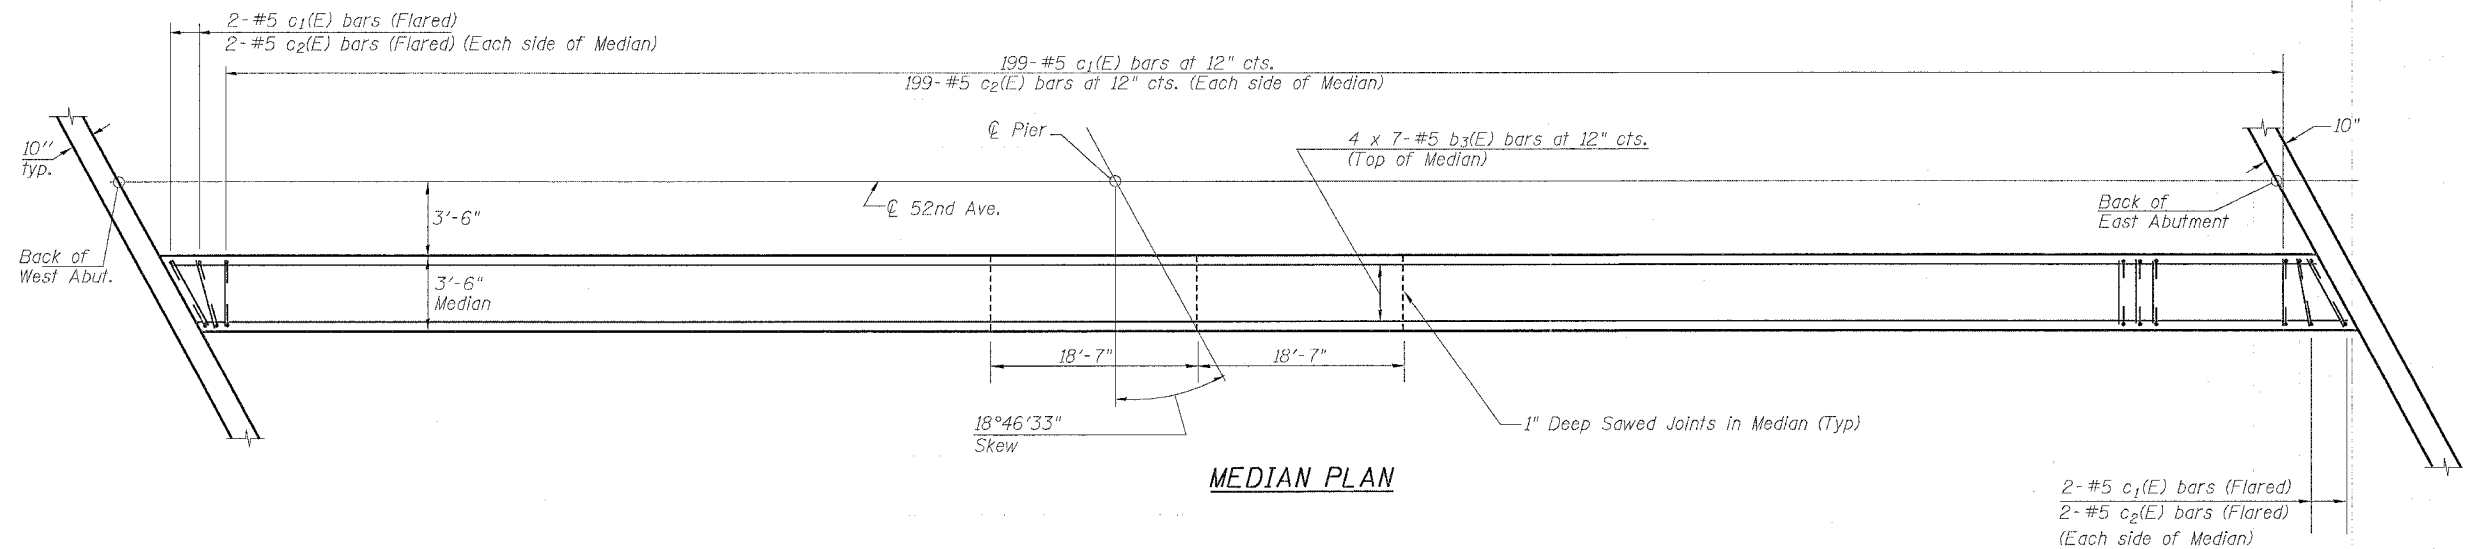 2-#5 c1(E) bars (Flared)
2-#5 c2(E) bars (Flared) (Each side of Median)
199-#5 c1(E) bars at 12" cts.
199-#5 c2(E) bars at 12" cts. (Each side of Median)
℄ Pier
4 x 7-#5 b3(E) bars at 12" cts.
(Top of Median)
10"
10''
typ.
3'-6"
℄ 52nd Ave.
Back of
East Abutment
Back of
West Abut.
3'-6"
Median
18'-7"
18'-7"
18°46'33"
Skew
1" Deep Sawed Joints in Median (Typ)
MEDIAN PLAN
2-#5 c1(E) bars (Flared)
2-#5 c2(E) bars (Flared)
(Each side of Median)